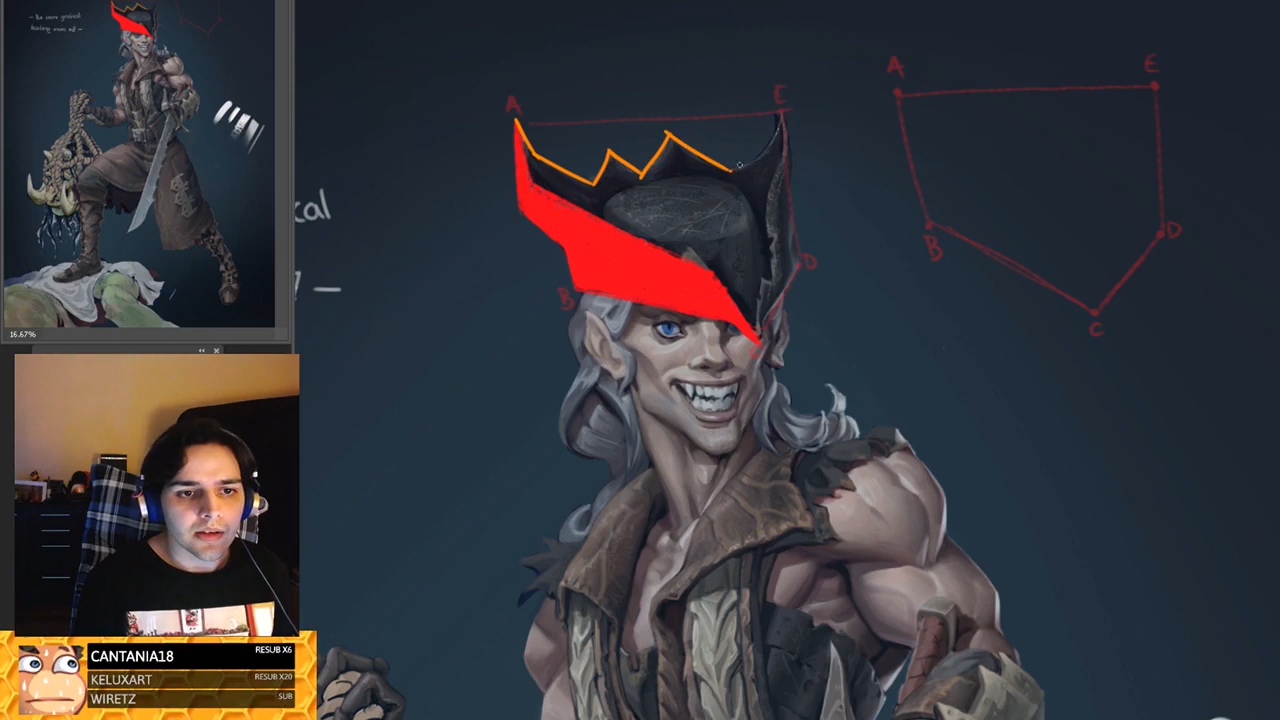 16.67%
cal
A
E
B
D
A
E
B
D
C
CANTANIA18
RESUB X6
KELUXART
RESUB X20
WIRETZ
SUB